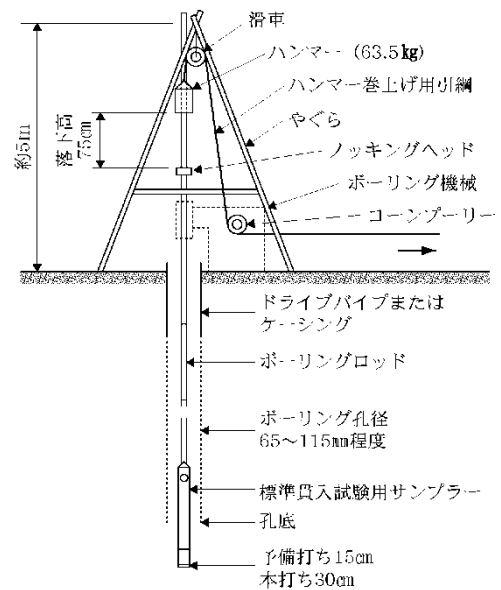 滑車
ハンマー (63.5kg)
ハンマー巻上げ用引綱
やぐら
ノッキングヘッド
ボーリング機械
コーンプーリー
約5m
落下高
75cm
ドライブパイプまたは
ケーシング
ボーリングロッド
ボーリング孔径
65～115mm程度
標準貫入試験用サンプラー
孔底
予備打ち15cm
本打ち30cm